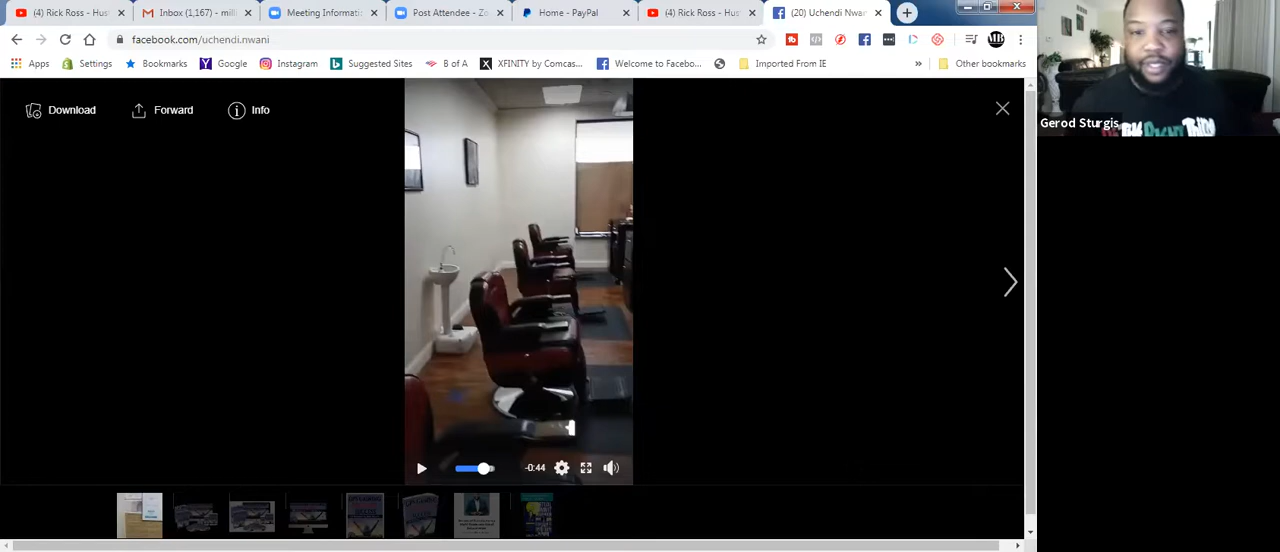 (4) Rick Ross - Hus
Inbox (1,167) - milli
Meeting Informati
Post Attendee - Zo
Home - PayPal
(4) Rick Ross - Hus
(20) Uchendi Nwan
facebook.com/uchendi.nwani
Apps
Settings
Bookmarks
Google
Instagram
Suggested Sites
B of A
XFINITY by Comcas...
Welcome to Facebo...
Imported From IE
»
Other bookmarks
Download
Forward
Info
Gerod Sturgis
-0:44